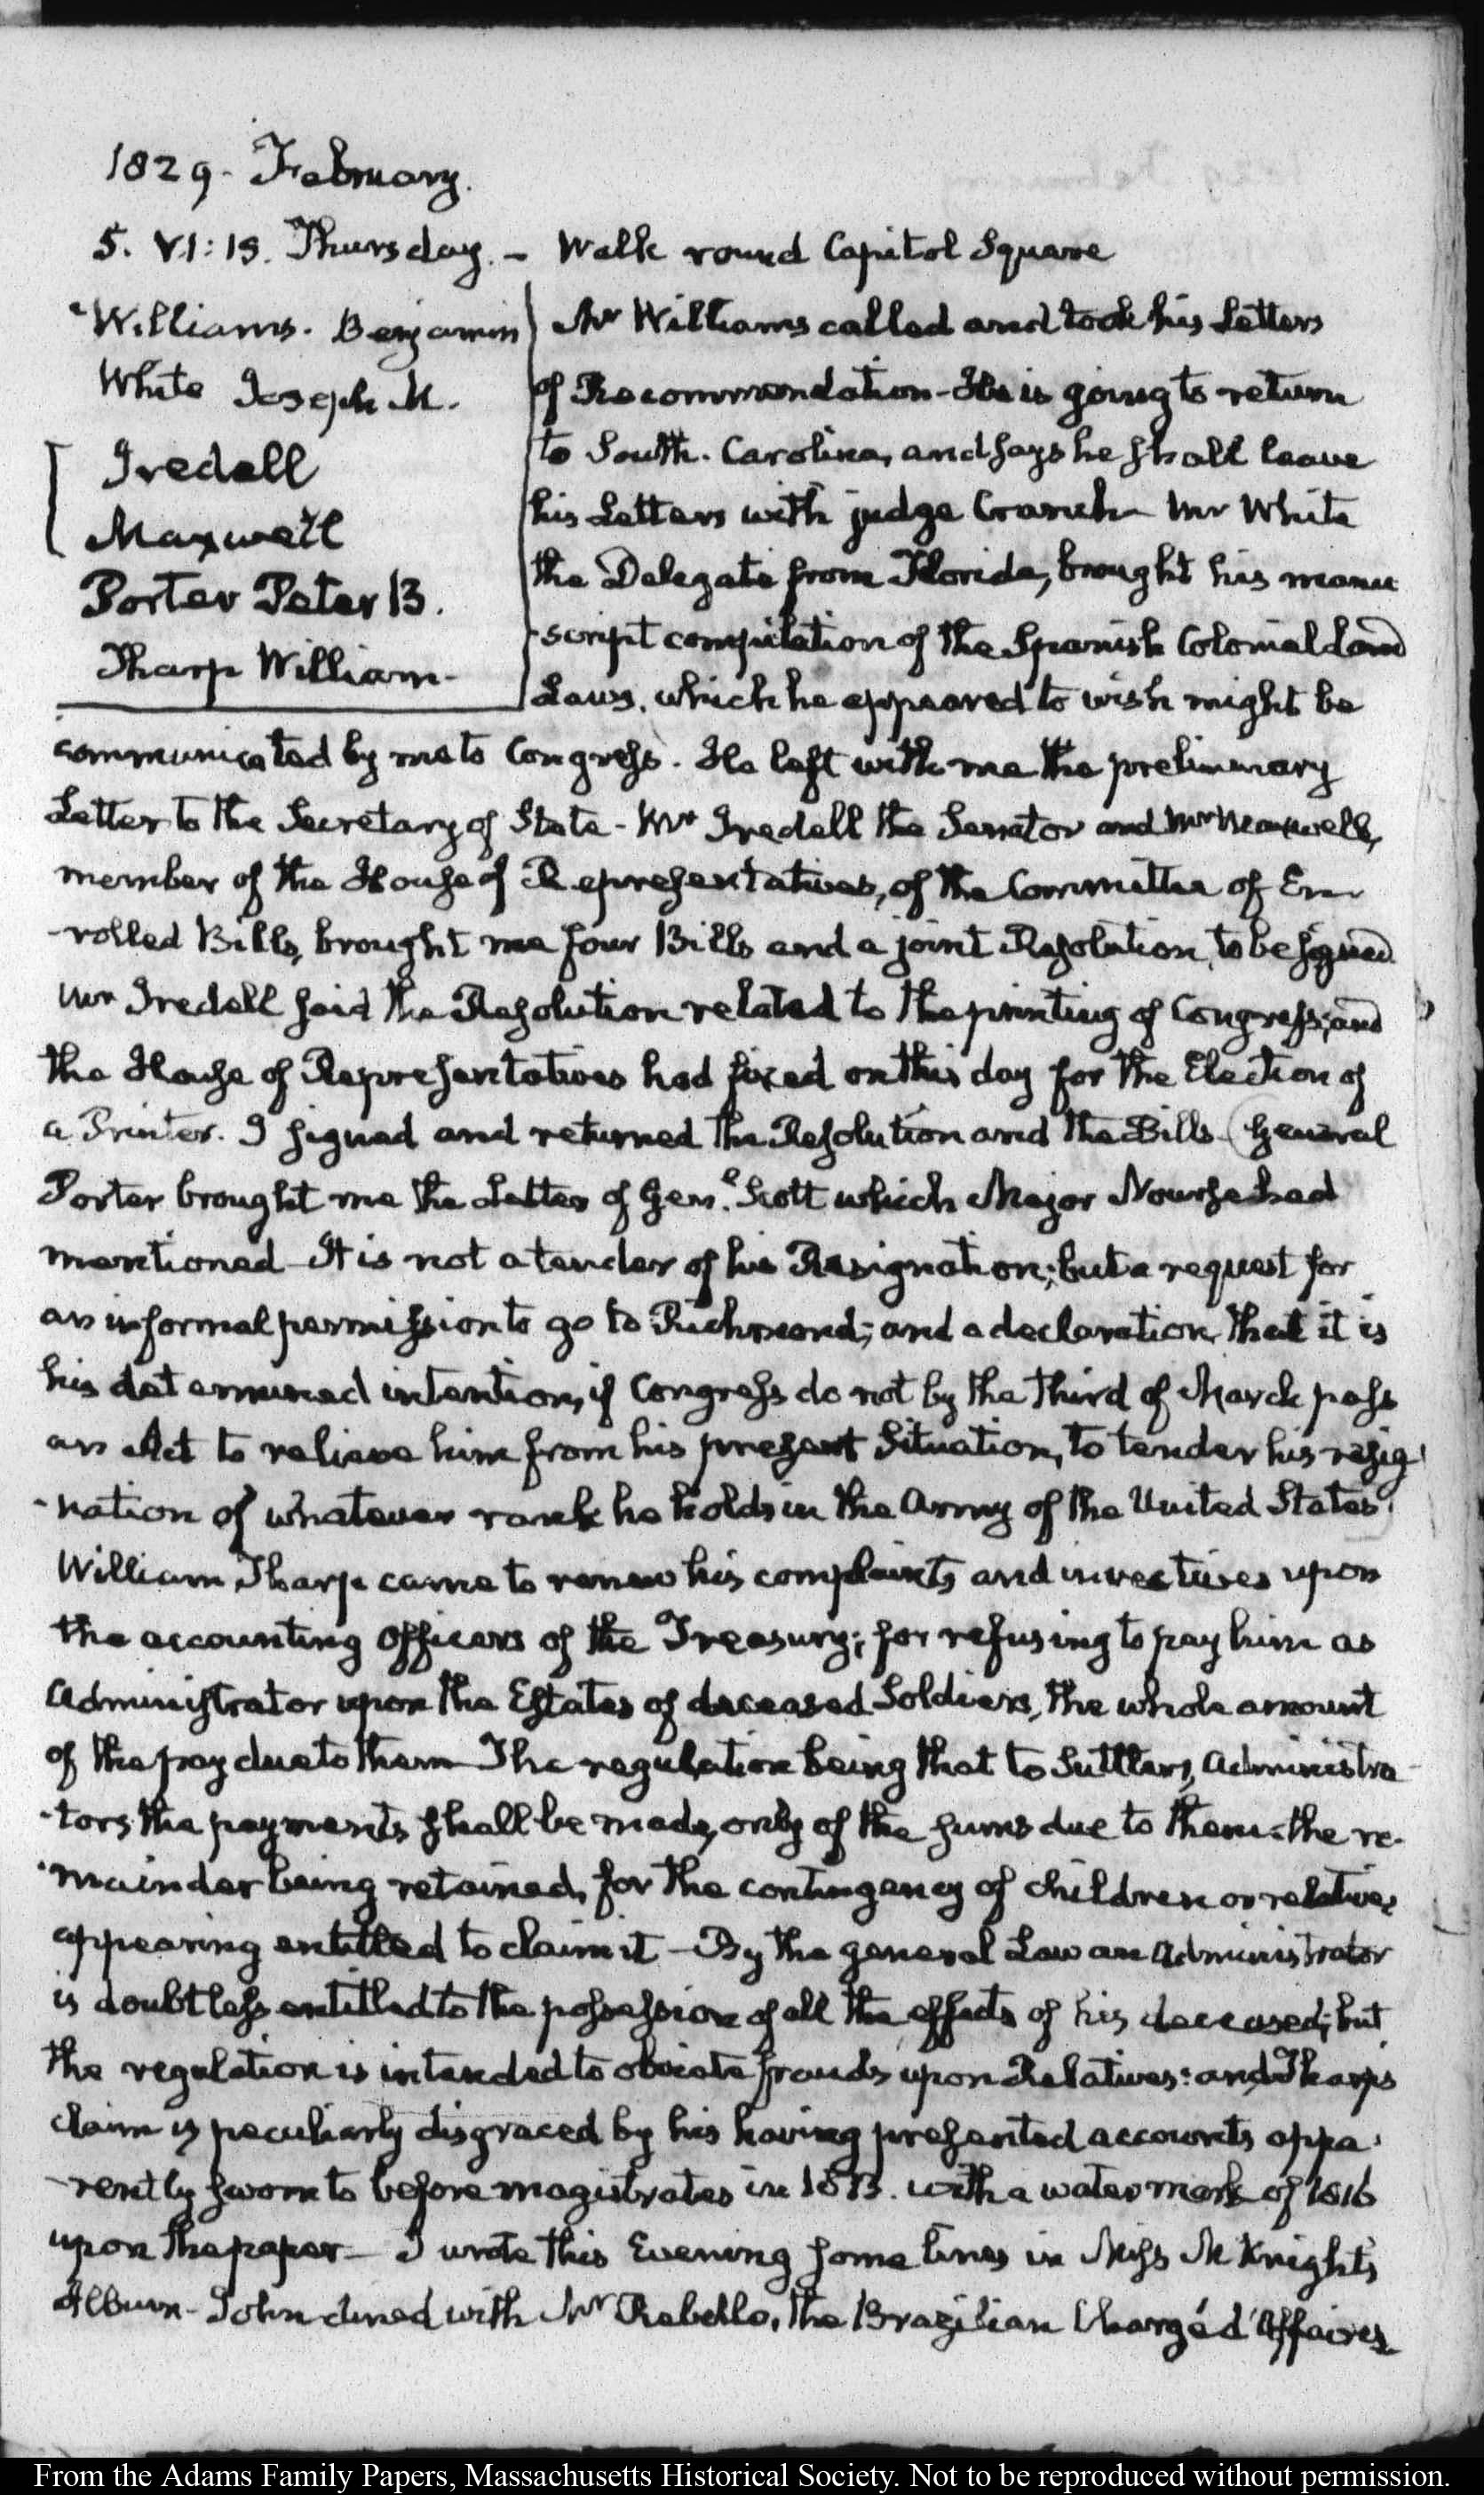 1829. February.
5. VI:15. Thursday. – Walk round Capitol Square
Williams. Benjamin
White Joseph M.
Iredell
Maxwell
Porter Peter B.
Tharp William
Mr Williams called and took his Letters
of Recommendation – He is going to return
to South. Carolina, and says he shall leave
his Letters with judge Cranch – Mr White
the Delegate from Florida, brought his manu
-script compilation of the Spanish Colonial Land
Laws, which he appeared to wish might be
communicated by me to Congress. He left with me the preliminary
Letter to the Secretary of State – Mr Iredell the Senator and Mr Maxwell,
member of the House of Representatives, of the Committee of En
-rolled Bills, brought me four Bills and a joint Resolution, to be signed.
Mr Iredell said the Resolution related to the printing of Congress; and
the House of Representatives had fixed on this day for the Election of
a Printer. I signed and returned the Resolution and the Bills – General
Porter brought me the Letter of Genl. Scott which Major Nourse had
mentioned – It is not a tender of his Resignation; but a request for
an informal permission to go to Richmond; and a declaration that it is
his determined intention, if Congress do not by the third of March pass
an Act to relieve him from his present Situation, to tender his resig
-nation of whatever rank he holds in the Army of the United States.
William Tharp came to renew his complaints and invectives upon
the accounting Officers of the Treasury; for refusing to pay him as
Administrator upon the Estates of deceased Soldiers, the whole amount
of the pay due to them – The regulation being that to Suttlers, Administra
-tors the payments shall be made, only of the sums due to them – the re-
-mainder being retained, for the contingency of children or relatives
appearing entitled to claim it – By the general Law an Administrator
is doubtless entitled to the possession of all the effects of his deceased; but
the regulation is intended to obviate frauds upon Relatives: and Tharp's
claim is peculiarly disgraced by his having presented accounts appa
-rently sworn to before magistrates in 1813. with a water mark of 1816
upon the paper – I wrote this Evening some lines in Miss McKnight's
Album – John dined with Mr Rebello, the Brazilian Chargé d'Affaires
From the Adams Family Papers, Massachusetts Historical Society. Not to be reproduced without permission.